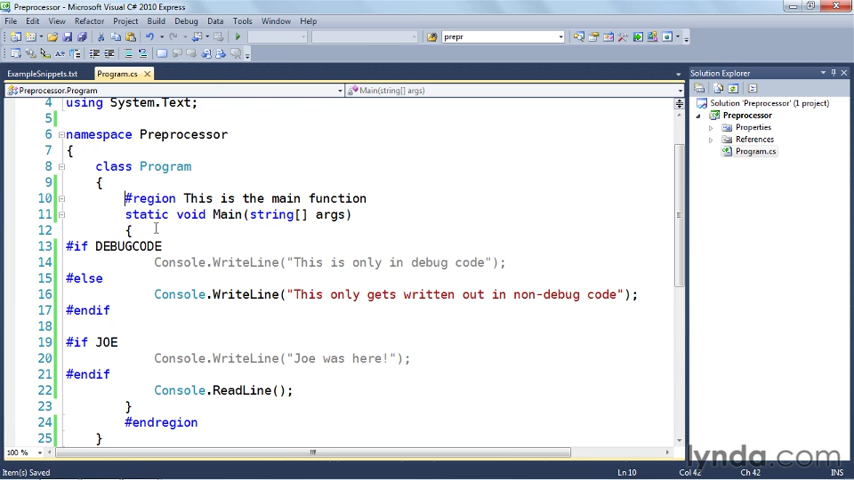 Preprocessor - Microsoft Visual C# 2010 Express
File Edit View Refactor Project Build Debug Data Tools Window Help
prepr
ExampleSnippets.txt Program.cs
Solution Explorer
Preprocessor.Program Main(string[] args)
Solution 'Preprocessor' (1 project)
Preprocessor
Properties
References
Program.cs
4 using System.Text;
5
6 namespace Preprocessor
7 {
8 class Program
9 {
10 #region This is the main function
11 static void Main(string[] args)
12 {
13 #if DEBUGCODE
14 Console.WriteLine("This is only in debug code");
15 #else
16 Console.WriteLine("This only gets written out in non-debug code");
17 #endif
18
19 #if JOE
20 Console.WriteLine("Joe was here!");
21 #endif
22 Console.ReadLine();
23 }
24 #endregion
25 }
100 %
lynda.com
Item(s) Saved Ln 10 Col 42 Ch 42 INS